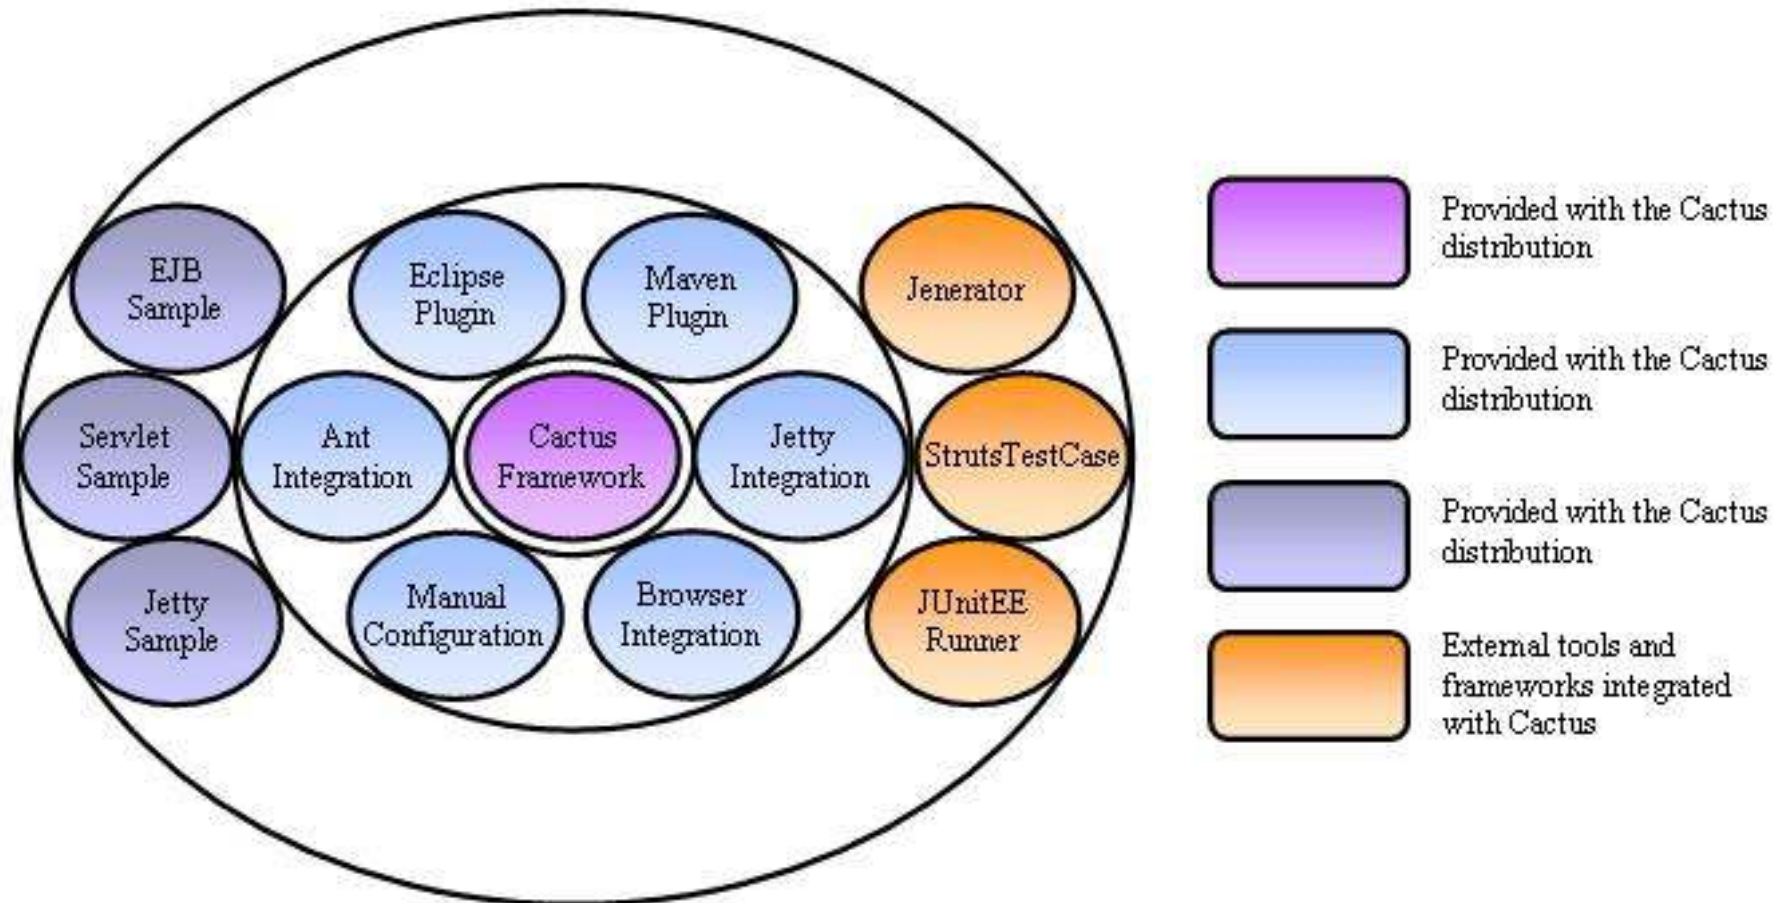 EJB
Sample
Eclipse
Plugin
Maven
Plugin
Jenerator
Servlet
Sample
Ant
Integration
Cactus
Framework
Jetty
Integration
StrutsTestCase
Jetty
Sample
Manual
Configuration
Browser
Integration
JUnitEE
Runner
Provided with the Cactus
distribution
Provided with the Cactus
distribution
Provided with the Cactus
distribution
External tools and
frameworks integrated
with Cactus